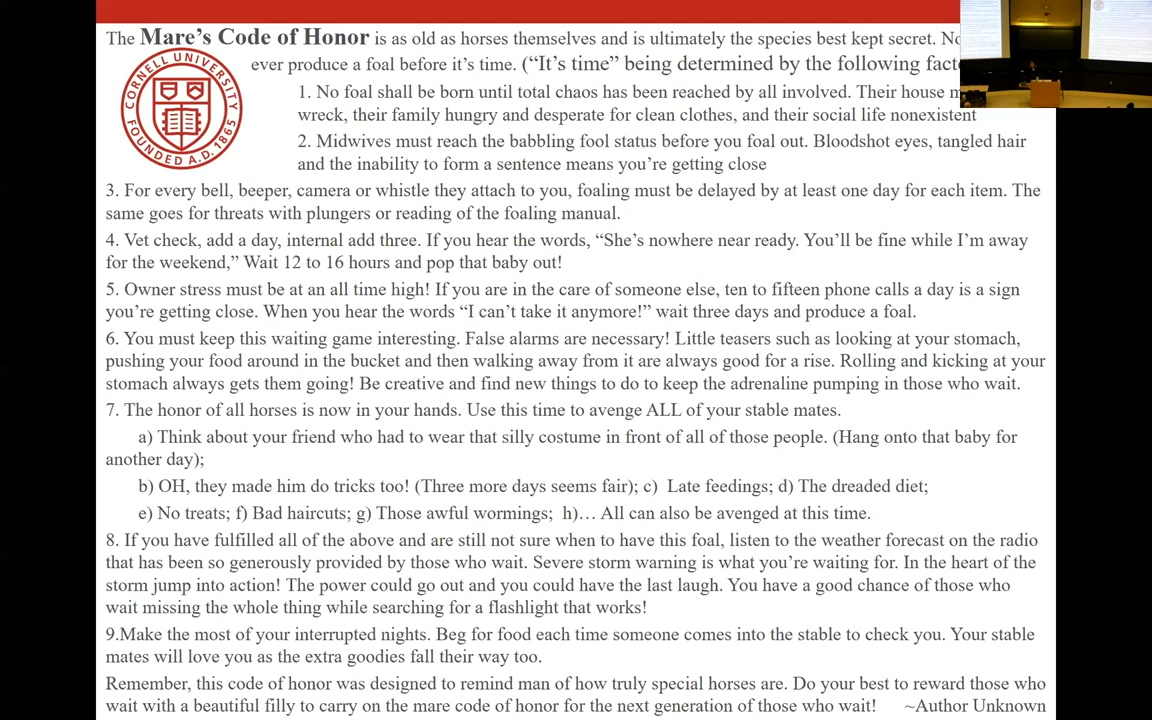 The Mare's Code of Honor is as old as horses themselves and is ultimately the species best kept secret.
ever produce a foal before it's time. (“It's time” being determined by the following
1. No foal shall be born until total chaos has been reached by all involved. Their house
wreck, their family hungry and desperate for clean clothes, and their social life nonexistent
2. Midwives must reach the babbling fool status before you foal out. Bloodshot eyes, tangled hair
and the inability to form a sentence means you're getting close
CORNELL UNIVERSITY
FOUNDED A.D. 1865
3. For every bell, beeper, camera or whistle they attach to you, foaling must be delayed by at least one day for each item. The
same goes for threats with plungers or reading of the foaling manual.
4. Vet check, add a day, internal add three. If you hear the words, “She's nowhere near ready. You'll be fine while I'm away
for the weekend,” Wait 12 to 16 hours and pop that baby out!
5. Owner stress must be at an all time high! If you are in the care of someone else, ten to fifteen phone calls a day is a sign
you're getting close. When you hear the words “I can't take it anymore!” wait three days and produce a foal.
6. You must keep this waiting game interesting. False alarms are necessary! Little teasers such as looking at your stomach,
pushing your food around in the bucket and then walking away from it are always good for a rise. Rolling and kicking at your
stomach always gets them going! Be creative and find new things to do to keep the adrenaline pumping in those who wait.
7. The honor of all horses is now in your hands. Use this time to avenge ALL of your stable mates.
a) Think about your friend who had to wear that silly costume in front of all of those people. (Hang onto that baby for
another day);
b) OH, they made him do tricks too! (Three more days seems fair); c) Late feedings; d) The dreaded diet;
e) No treats; f) Bad haircuts; g) Those awful wormings; h)… All can also be avenged at this time.
8. If you have fulfilled all of the above and are still not sure when to have this foal, listen to the weather forecast on the radio
that has been so generously provided by those who wait. Severe storm warning is what you're waiting for. In the heart of the
storm jump into action! The power could go out and you could have the last laugh. You have a good chance of those who
wait missing the whole thing while searching for a flashlight that works!
9.Make the most of your interrupted nights. Beg for food each time someone comes into the stable to check you. Your stable
mates will love you as the extra goodies fall their way too.
Remember, this code of honor was designed to remind man of how truly special horses are. Do your best to reward those who
wait with a beautiful filly to carry on the mare code of honor for the next generation of those who wait! ~Author Unknown